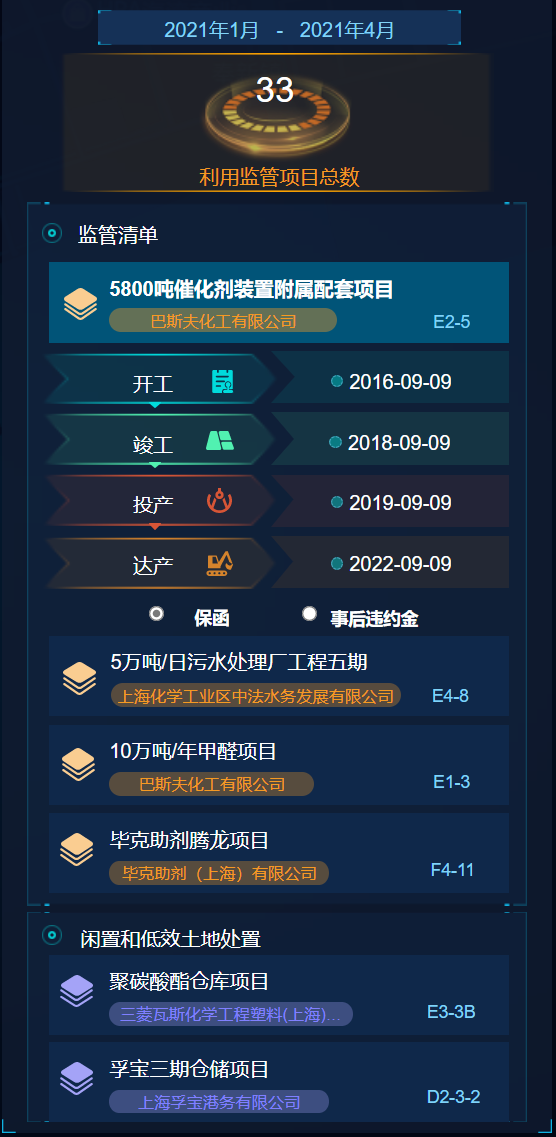 2021年1月 - 2021年4月
33
利用监管项目总数
监管清单
5800吨催化剂装置附属配套项目
巴斯夫化工有限公司 E2-5
开工 2016-09-09
竣工 2018-09-09
投产 2019-09-09
达产 2022-09-09
保函 事后违约金
5万吨/日污水处理厂工程五期
上海化学工业区中法水务发展有限公司 E4-8
10万吨/年甲醛项目
巴斯夫化工有限公司 E1-3
毕克助剂腾龙项目
毕克助剂（上海）有限公司 F4-11
闲置和低效土地处置
聚碳酸酯仓库项目
三菱瓦斯化学工程塑料(上海)... E3-3B
孚宝三期仓储项目
上海孚宝港务有限公司 D2-3-2